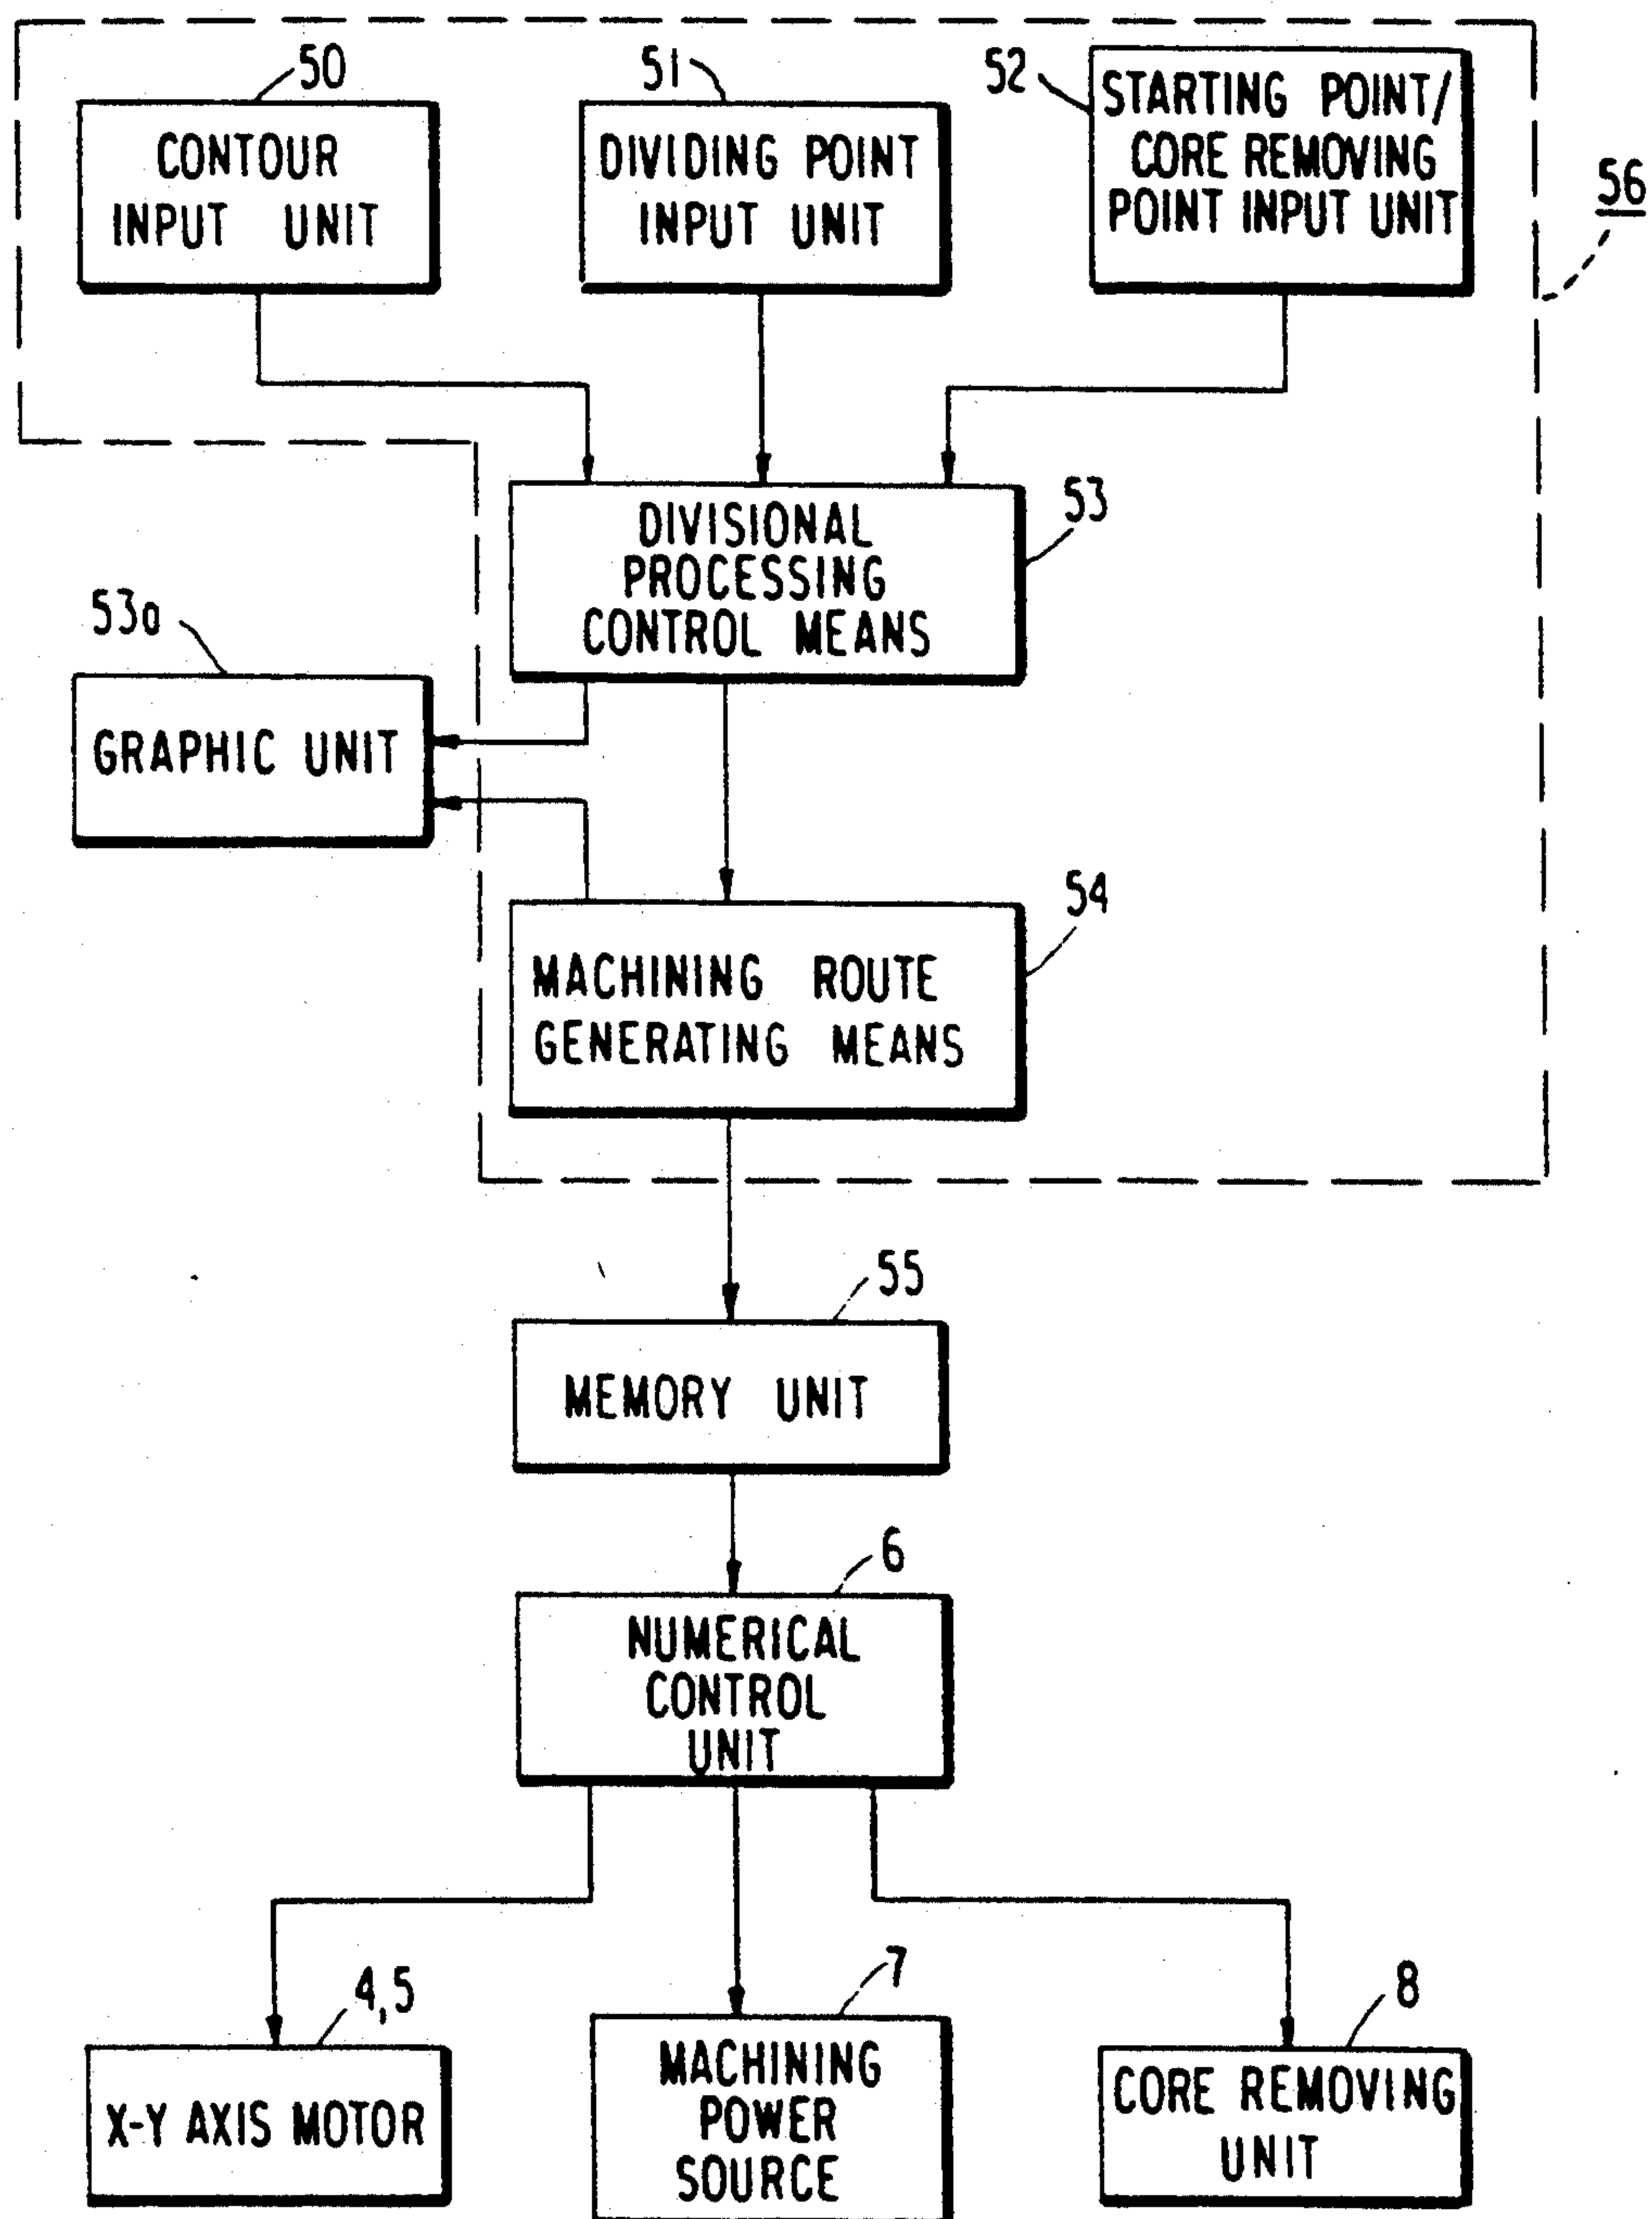 50
CONTOUR
INPUT UNIT
51
DIVIDING POINT
INPUT UNIT
52
STARTING POINT/
CORE REMOVING
POINT INPUT UNIT
56
53
DIVISIONAL
PROCESSING
CONTROL MEANS
53a
GRAPHIC UNIT
54
MACHINING ROUTE
GENERATING MEANS
55
MEMORY UNIT
6
NUMERICAL
CONTROL
UNIT
4,5
X-Y AXIS MOTOR
7
MACHINING
POWER
SOURCE
8
CORE REMOVING
UNIT